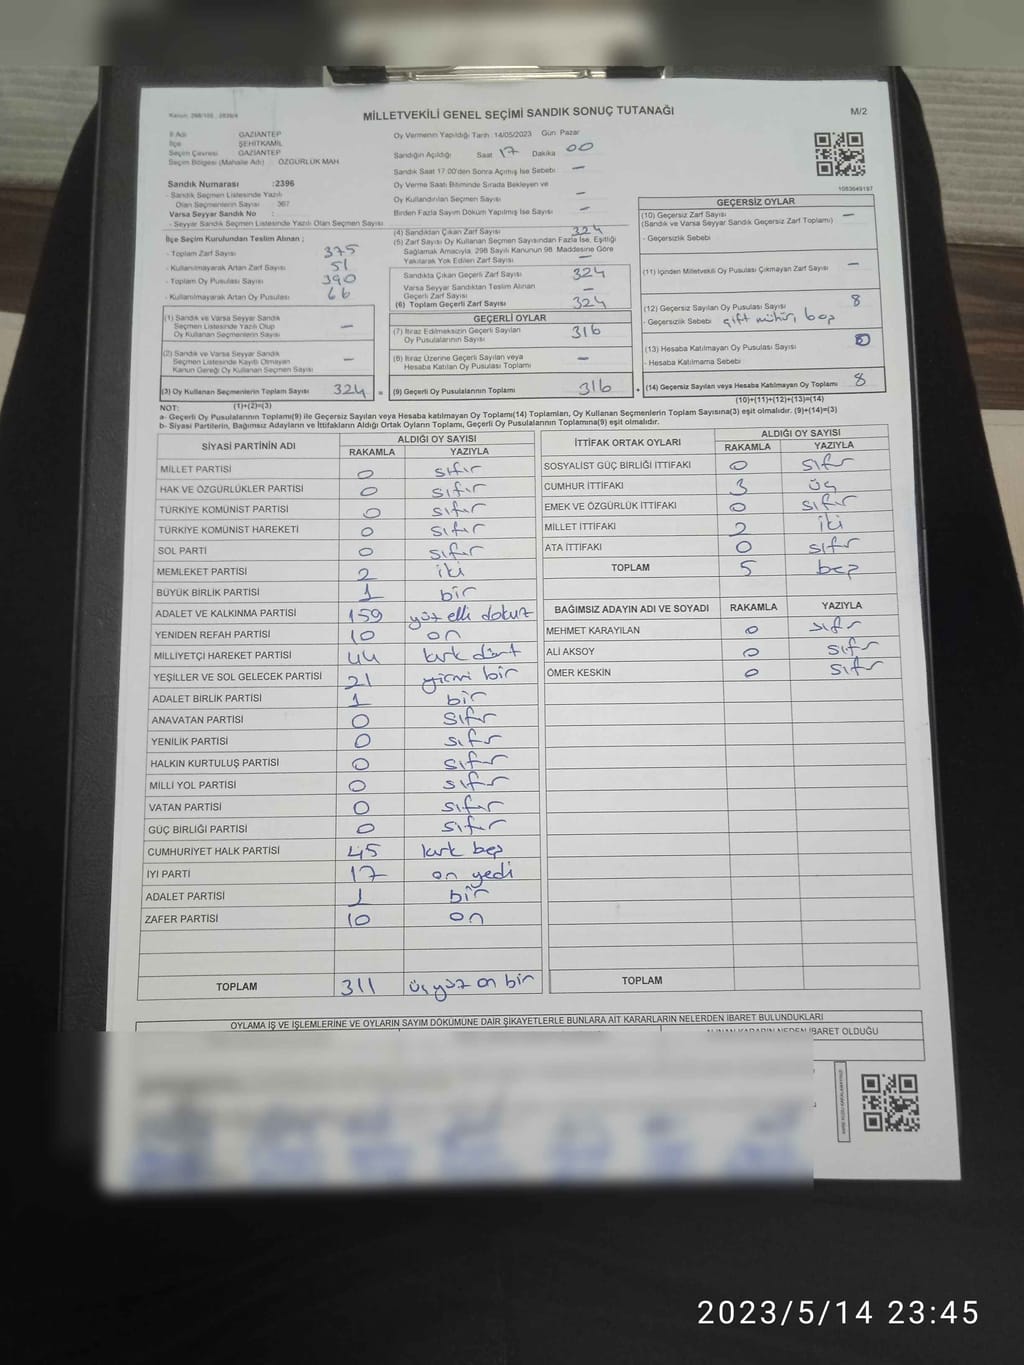 Kanun: 298/105, 2839/4
MİLLETVEKİLİ GENEL SEÇİMİ SANDIK SONUÇ TUTANAĞI
M/2
İl Adı : GAZİANTEP
İlçe : ŞEHİTKAMİL
Seçim Çevresi : GAZİANTEP
Seçim Bölgesi (Mahalle Adı) : ÖZGÜRLÜK MAH
Oy Vermenin Yapıldığı Tarih :14/05/2023 Gün Pazar
Sandığın Açıldığı Saat 17 Dakika 00
Sandık Saat 17.00'den Sonra Açılmış İse Sebebi —
Oy Verme Saati Bitiminde Sırada Bekleyen ve
Oy Kullandırılan Seçmen Sayısı —
Birden Fazla Sayım Döküm Yapılmış İse Sayısı —
1083649197
Sandık Numarası :2396
- Sandık Seçmen Listesinde Yazılı
Olan Seçmenlerin Sayısı : 367
Varsa Seyyar Sandık No :
- Seyyar Sandık Seçmen Listesinde Yazılı Olan Seçmen Sayısı
İlçe Seçim Kurulundan Teslim Alınan ;
- Toplam Zarf Sayısı 375
- Kullanılmayarak Artan Zarf Sayısı 51
- Toplam Oy Pusulası Sayısı 390
- Kullanılmayarak Artan Oy Pusulası 66
(1) Sandık ve Varsa Seyyar Sandık
Seçmen Listesinde Yazılı Olup
Oy Kullanan Seçmenlerin Sayısı —
(2) Sandık ve Varsa Seyyar Sandık
Seçmen Listesinde Kayıtlı Olmayan
Kanun Gereği Oy Kullanan Seçmen Sayısı —
(3) Oy Kullanan Seçmenlerin Toplam Sayısı 324 =
(1)+(2)=(3)
(4) Sandıktan Çıkan Zarf Sayısı 324
(5) Zarf Sayısı Oy Kullanan Seçmen Sayısından Fazla İse, Eşitliği
Sağlamak Amacıyla, 298 Sayılı Kanunun 98. Maddesine Göre
Yakılarak Yok Edilen Zarf Sayısı —
Sandıkta Çıkan Geçerli Zarf Sayısı 324
Varsa Seyyar Sandıktan Teslim Alınan
Geçerli Zarf Sayısı —
(6) Toplam Geçerli Zarf Sayısı 324
GEÇERLİ OYLAR
(7) İtiraz Edilmeksizin Geçerli Sayılan
Oy Pusulalarının Sayısı 316
(8) İtiraz Üzerine Geçerli Sayılan veya
Hesaba Katılan Oy Pusulası Toplamı —
(9) Geçerli Oy Pusulalarının Toplamı 316 +
GEÇERSİZ OYLAR
(10) Geçersiz Zarf Sayısı —
(Sandık ve Varsa Seyyar Sandık Geçersiz Zarf Toplamı)
- Geçersizlik Sebebi
(11) İçinden Milletvekili Oy Pusulası Çıkmayan Zarf Sayısı —
(12) Geçersiz Sayılan Oy Pusulası Sayısı 8
- Geçersizlik Sebebi çift mühür, boş
(13) Hesaba Katılmayan Oy Pusulası Sayısı 0
- Hesaba Katılmama Sebebi
(14) Geçersiz Sayılan veya Hesaba Katılmayan Oy Toplamı 8
(10)+(11)+(12)+(13)=(14)
NOT:
a- Geçerli Oy Pusulalarının Toplamı(9) ile Geçersiz Sayılan veya Hesaba katılmayan Oy Toplamı(14) Toplamları, Oy Kullanan Seçmenlerin Toplam Sayısına(3) eşit olmalıdır. (9)+(14)=(3)
b- Siyasi Partilerin, Bağımsız Adayların ve İttifakların Aldığı Oyların Toplamı, Geçerli Oy Pusulalarının Toplamına(9) eşit olmalıdır.
SİYASİ PARTİNİN ADI
ALDIĞI OY SAYISI
RAKAMLA YAZIYLA
MİLLET PARTİSİ 0 sıfır
HAK VE ÖZGÜRLÜKLER PARTİSİ 0 sıfır
TÜRKİYE KOMÜNİST PARTİSİ 0 sıfır
TÜRKİYE KOMÜNİST HAREKETİ 0 sıfır
SOL PARTİ 0 sıfır
MEMLEKET PARTİSİ 2 iki
BÜYÜK BİRLİK PARTİSİ 1 bir
ADALET VE KALKINMA PARTİSİ 159 yüz elli dokuz
YENİDEN REFAH PARTİSİ 10 on
MİLLİYETÇİ HAREKET PARTİSİ 44 kırk dört
YEŞİLLER VE SOL GELECEK PARTİSİ 21 yirmi bir
ADALET BİRLİK PARTİSİ 1 bir
ANAVATAN PARTİSİ 0 sıfır
YENİLİK PARTİSİ 0 sıfır
HALKIN KURTULUŞ PARTİSİ 0 sıfır
MİLLİ YOL PARTİSİ 0 sıfır
VATAN PARTİSİ 0 sıfır
GÜÇ BİRLİĞİ PARTİSİ 0 sıfır
CUMHURİYET HALK PARTİSİ 45 kırk beş
İYİ PARTİ 17 on yedi
ADALET PARTİSİ 1 bir
ZAFER PARTİSİ 10 on
TOPLAM 311 üçyüz on bir
İTTİFAK ORTAK OYLARI
ALDIĞI OY SAYISI
RAKAMLA YAZIYLA
SOSYALİST GÜÇ BİRLİĞİ İTTİFAKI 0 sıfır
CUMHUR İTTİFAKI 3 üç
EMEK VE ÖZGÜRLÜK İTTİFAKI 0 sıfır
MİLLET İTTİFAKI 2 iki
ATA İTTİFAKI 0 sıfır
TOPLAM 5 beş
BAĞIMSIZ ADAYIN ADI VE SOYADI RAKAMLA YAZIYLA
MEHMET KARAYILAN 0 sıfır
ALİ AKSOY 0 sıfır
ÖMER KESKİN 0 sıfır
TOPLAM
OYLAMA İŞ VE İŞLEMLERİNE VE OYLARIN SAYIM DÖKÜMÜNE DAİR ŞİKAYETLERLE BUNLARA AİT KARARLARIN NELERDEN İBARET BULUNDUKLARI
ALINAN KARARIN NEDEN İBARET OLDUĞU
2023/5/14 23:45